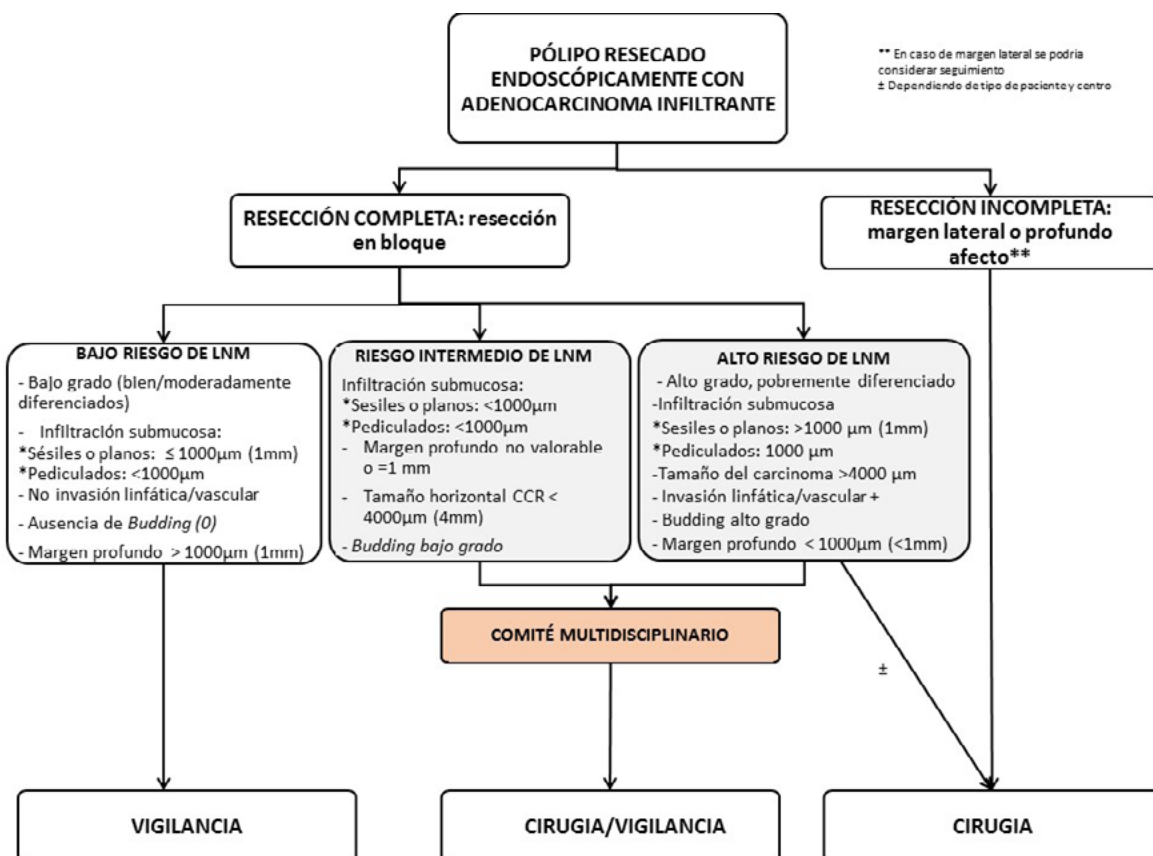 PÓLIPO RESECADO
ENDOSCÓPICAMENTE CON
ADENOCARCINOMA INFILTRANTE
** En caso de margen lateral se podria
considerar seguimiento
± Dependiendo de tipo de paciente y centro
RESECCIÓN COMPLETA: resección
en bloque
RESECCIÓN INCOMPLETA:
margen lateral o profundo
afecto**
BAJO RIESGO DE LNM
- Bajo grado (bien/moderadamente
diferenciados)
- Infiltración submucosa:
*Sésiles o planos: ≤ 1000µm (1mm)
*Pediculados: <1000µm
- No invasión linfática/vascular
- Ausencia de Budding (0)
- Margen profundo > 1000µm (1mm)
RIESGO INTERMEDIO DE LNM
Infiltración submucosa:
*Sesiles o planos: <1000µm
*Pediculados: <1000µm
- Margen profundo no valorable
o =1 mm
- Tamaño horizontal CCR <
4000µm (4mm)
- Budding bajo grado
ALTO RIESGO DE LNM
- Alto grado, pobremente diferenciado
-Infiltración submucosa
*Sesiles o planos: >1000 µm (1mm)
*Pediculados: 1000 µm
-Tamaño del carcinoma >4000 µm
- Invasión linfática/vascular +
- Budding alto grado
- Margen profundo < 1000µm (<1mm)
COMITÉ MULTIDISCIPLINARIO
±
VIGILANCIA
CIRUGIA/VIGILANCIA
CIRUGIA